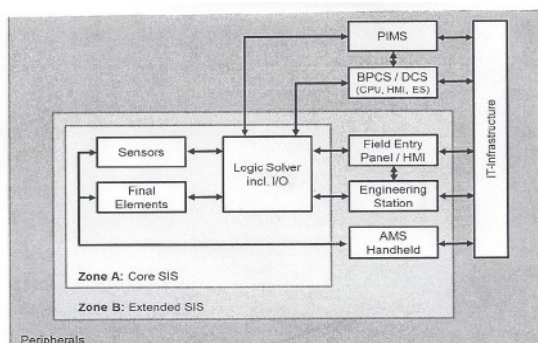 PIMS
BPCS / DCS
(CPU, HMI, ES)
IT-Infrastructure
Sensors
Logic Solver
incl. I/O
Field Entry
Panel / HMI
Final
Elements
Engineering
Station
AMS
Handheld
Zone A: Core SIS
Zone B: Extended SIS
Peripherals